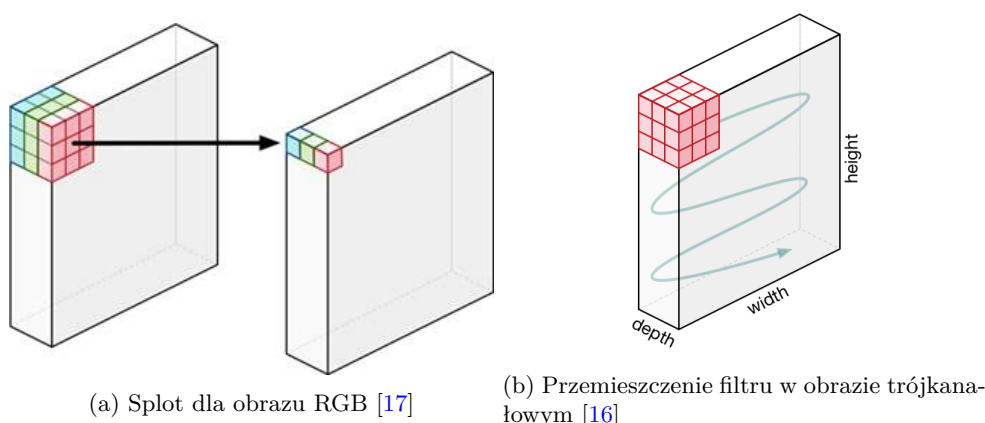 height
width
depth
(a) Splot dla obrazu RGB [17]
(b) Przemieszczenie filtru w obrazie trójkana-
łowym [16]